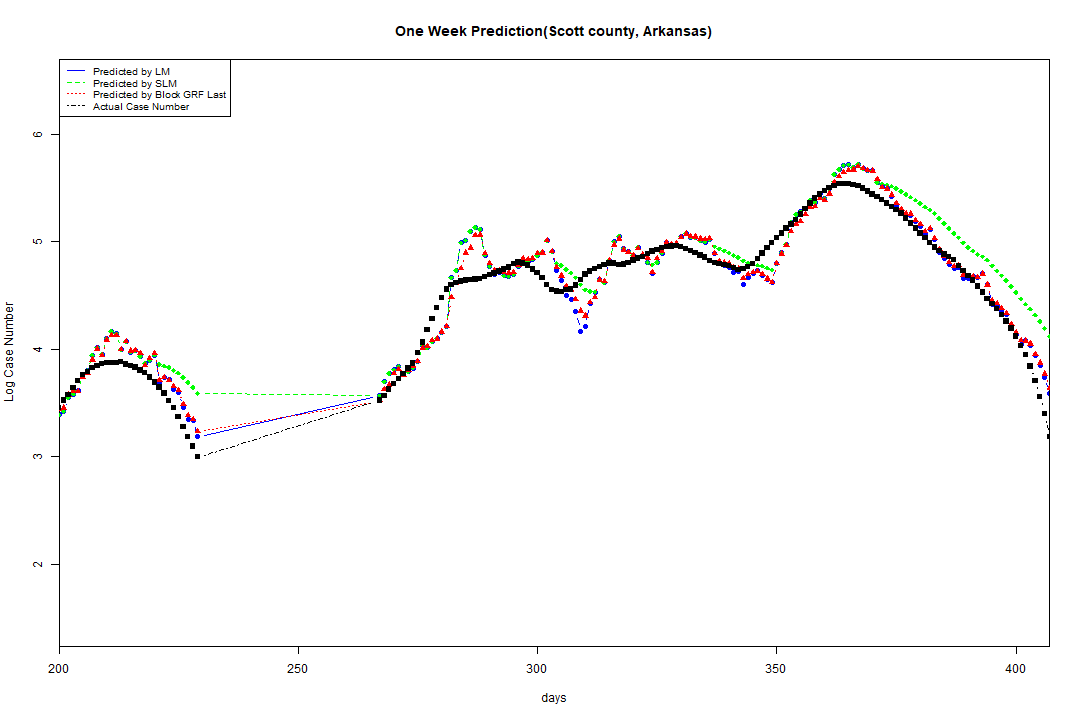 One Week Prediction(Scott county, Arkansas)
Predicted by LM
Predicted by SLM
Predicted by Block GRF Last
Actual Case Number
6
5
4
3
2
Log Case Number
200
250
300
350
400
days